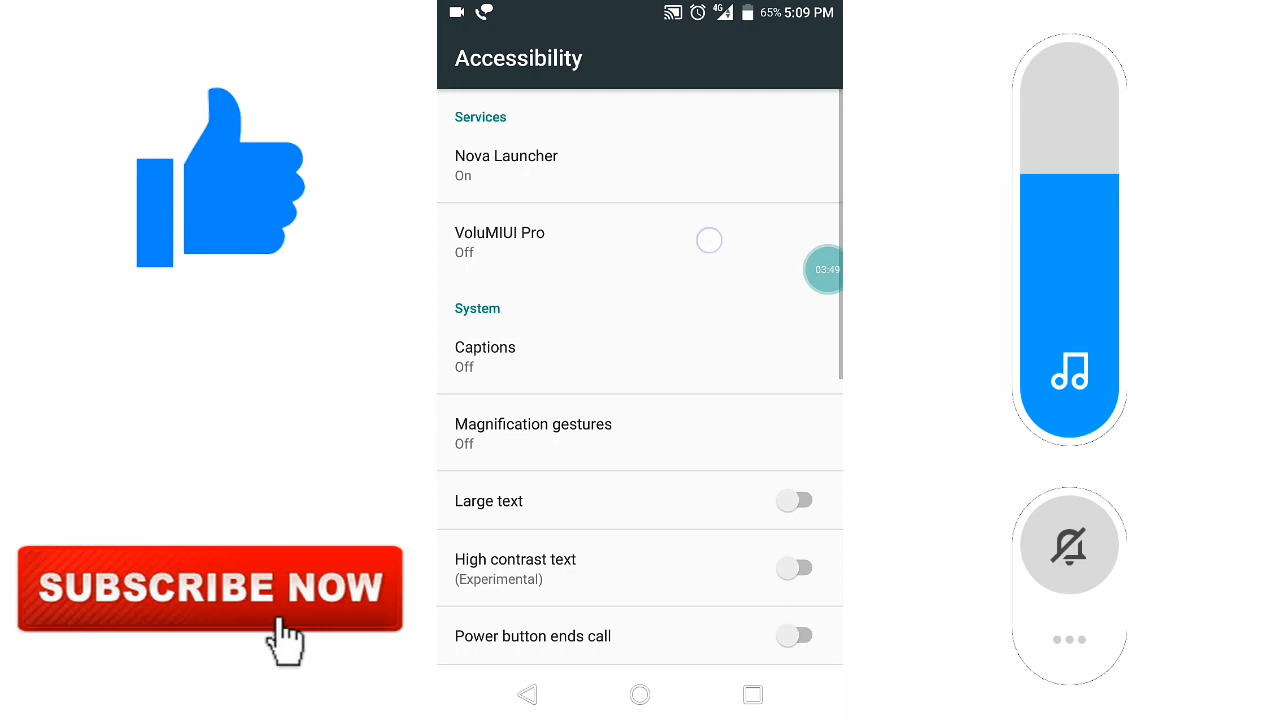 4G 65% 5:09 PM
Accessibility
Services
Nova Launcher
On
VoluMIUI Pro
Off
03:49
System
Captions
Off
Magnification gestures
Off
Large text
High contrast text
(Experimental)
Power button ends call
SUBSCRIBE NOW